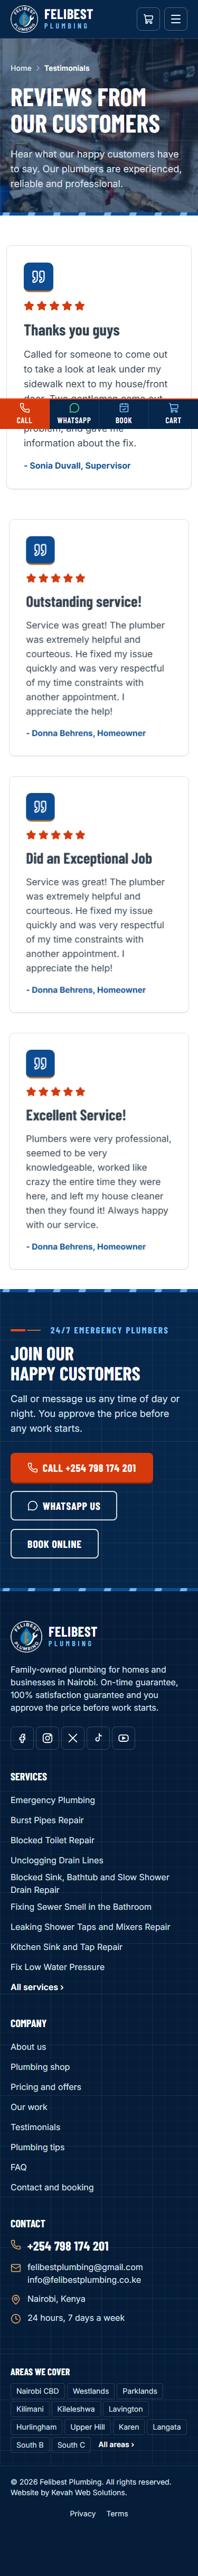 FELIBEST
PLUMBING
Home > Testimonials
REVIEWS FROM
OUR CUSTOMERS
Hear what our happy customers have
to say. Our plumbers are experienced,
reliable and professional.
Thank you guys
Called for someone to come out
to take a look at leak under my
sidewalk next to my house/front
door. Two gentlemen came out
CALL
WHATSAPP
BOOK
CART
problem, and gave me
information about the fix.
- Sonia Duvall, Supervisor
Outstanding service!
Service was great! The plumber
was extremely helpful and
courteous. He fixed my issue
quickly and was very respectful
of my time constraints with
another appointment. I
appreciate the help!
- Donna Behrens, Homeowner
Did an Exceptional Job
Service was great! The plumber
was extremely helpful and
courteous. He fixed my issue
quickly and was very respectful
of my time constraints with
another appointment. I
appreciate the help!
- Donna Behrens, Homeowner
Excellent Service!
Plumbers were very professional,
seemed to be very
knowledgeable, worked like
crazy the entire time they were
here, and left my house cleaner
then they found it! Always happy
with our service.
- Donna Behrens, Homeowner
24/7 EMERGENCY PLUMBERS
JOIN OUR
HAPPY CUSTOMERS
Call or message us any time of day or
night. You approve the price before
any work starts.
CALL +254 798 174 201
WHATSAPP US
BOOK ONLINE
FELIBEST
PLUMBING
Family-owned plumbing for homes and
businesses in Nairobi. On-time guarantee,
100% satisfaction guarantee and you
approve the price before work starts.
SERVICES
Emergency Plumbing
Burst Pipes Repair
Blocked Toilet Repair
Unclogging Drain Lines
Blocked Sink, Bathtub and Slow Shower
Drain Repair
Fixing Sewer Smell in the Bathroom
Leaking Shower Taps and Mixers Repair
Kitchen Sink and Tap Repair
Fix Low Water Pressure
All services ›
COMPANY
About us
Plumbing shop
Pricing and offers
Our work
Testimonials
Plumbing tips
FAQ
Contact and booking
CONTACT
+254 798 174 201
felibestplumbing@gmail.com
info@felibestplumbing.co.ke
Nairobi, Kenya
24 hours, 7 days a week
AREAS WE COVER
Nairobi CBD Westlands Parklands
Kilimani Kileleshwa Lavington
Hurlingham Upper Hill Karen Langata
South B South C All areas ›
© 2026 Felibest Plumbing. All rights reserved.
Website by Kevah Web Solutions.
Privacy Terms